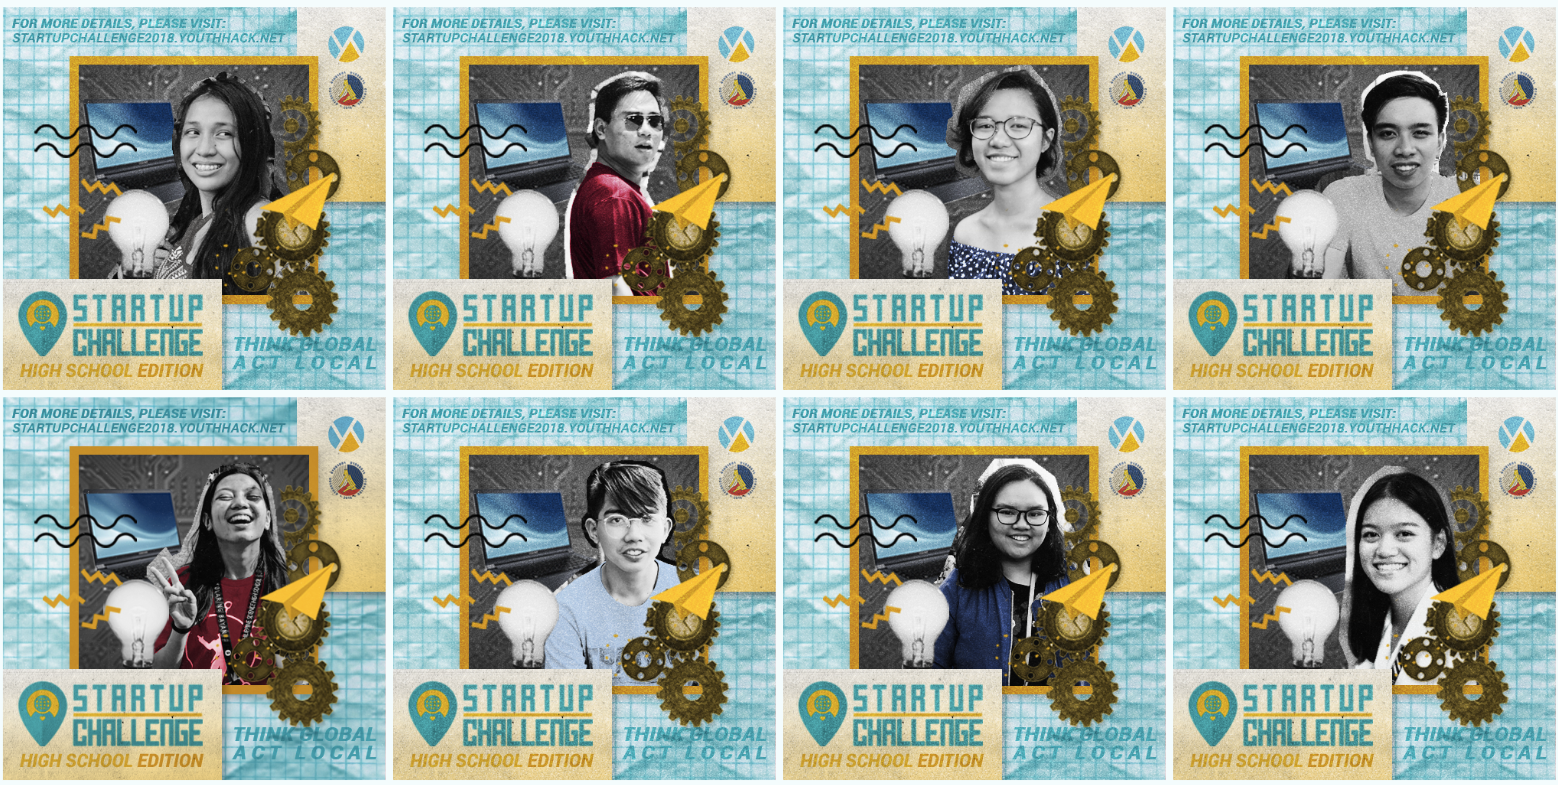 FOR MORE DETAILS, PLEASE VISIT:
STARTUPCHALLENGE2018.YOUTHHACK.NET
STARTUP
CHALLENGE
HIGH SCHOOL EDITION
THINK GLOBAL
ACT LOCAL
FOR MORE DETAILS, PLEASE VISIT:
STARTUPCHALLENGE2018.YOUTHHACK.NET
STARTUP
CHALLENGE
HIGH SCHOOL EDITION
THINK GLOBAL
ACT LOCAL
FOR MORE DETAILS, PLEASE VISIT:
STARTUPCHALLENGE2018.YOUTHHACK.NET
STARTUP
CHALLENGE
HIGH SCHOOL EDITION
THINK GLOBAL
ACT LOCAL
FOR MORE DETAILS, PLEASE VISIT:
STARTUPCHALLENGE2018.YOUTHHACK.NET
STARTUP
CHALLENGE
HIGH SCHOOL EDITION
THINK GLOBAL
ACT LOCAL
FOR MORE DETAILS, PLEASE VISIT:
STARTUPCHALLENGE2018.YOUTHHACK.NET
STARTUP
CHALLENGE
HIGH SCHOOL EDITION
THINK GLOBAL
ACT LOCAL
FOR MORE DETAILS, PLEASE VISIT:
STARTUPCHALLENGE2018.YOUTHHACK.NET
STARTUP
CHALLENGE
HIGH SCHOOL EDITION
THINK GLOBAL
ACT LOCAL
FOR MORE DETAILS, PLEASE VISIT:
STARTUPCHALLENGE2018.YOUTHHACK.NET
STARTUP
CHALLENGE
HIGH SCHOOL EDITION
THINK GLOBAL
ACT LOCAL
FOR MORE DETAILS, PLEASE VISIT:
STARTUPCHALLENGE2018.YOUTHHACK.NET
STARTUP
CHALLENGE
HIGH SCHOOL EDITION
THINK GLOBAL
ACT LOCAL